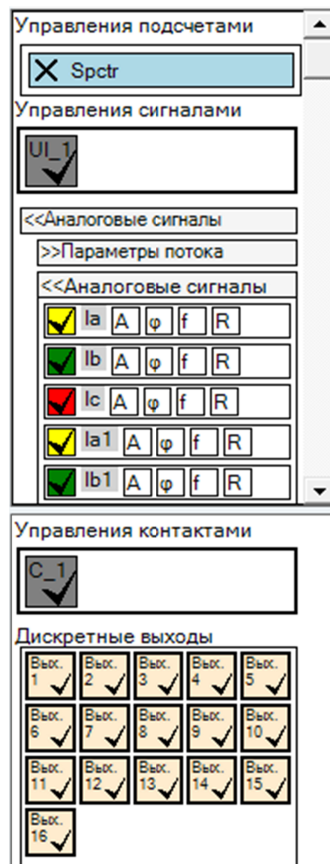 Управления подсчетами
Spctr
Управления сигналами
UI_1
<<Аналоговые сигналы
>>Параметры потока
<<Аналоговые сигналы
Ia A φ f R
Ib A φ f R
Ic A φ f R
Ia1 A φ f R
Ib1 A φ f R
Управления контактами
C_1
Дискретные выходы
Вых. 1 Вых. 2 Вых. 3 Вых. 4 Вых. 5
Вых. 6 Вых. 7 Вых. 8 Вых. 9 Вых. 10
Вых. 11 Вых. 12 Вых. 13 Вых. 14 Вых. 15
Вых. 16